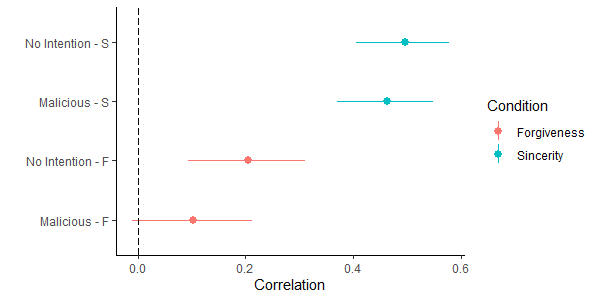 No Intention - S
Malicious - S
No Intention - F
Malicious - F
0.0 0.2 0.4 0.6
Correlation
Condition
Forgiveness
Sincerity